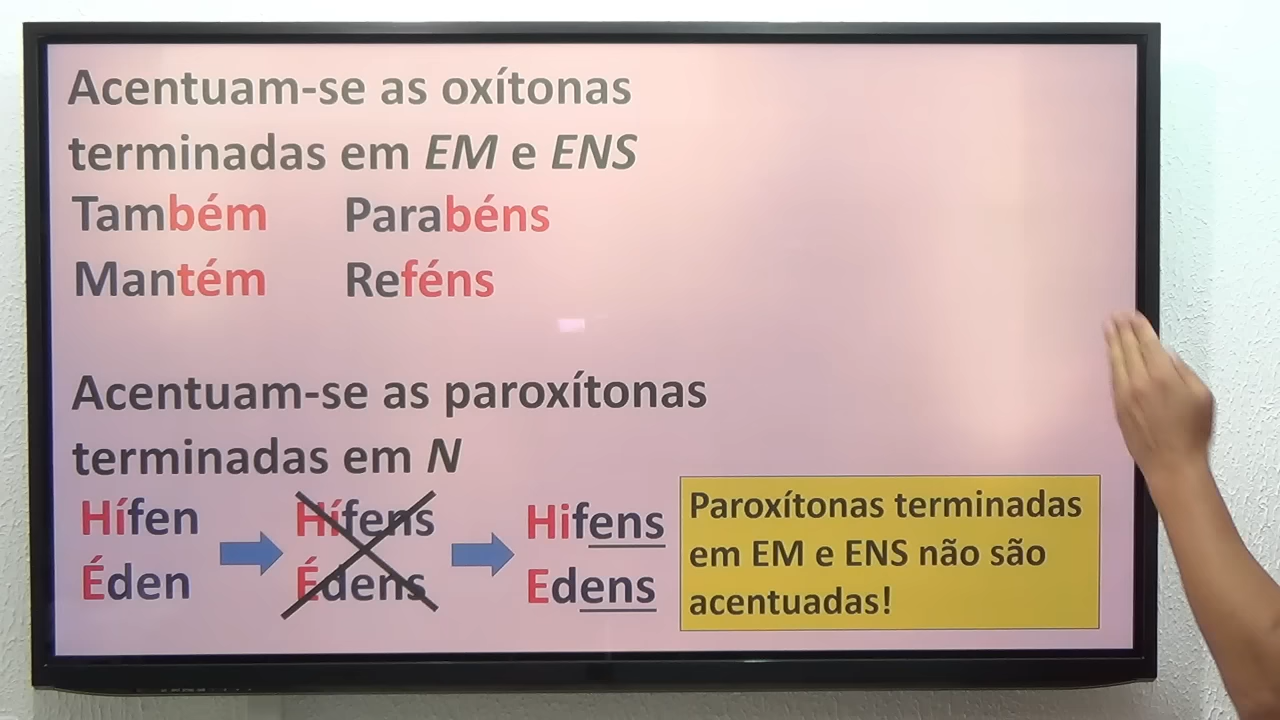 Acentuam-se as oxítonas
terminadas em EM e ENS
Também Parabéns
Mantém Reféns
Acentuam-se as paroxítonas
terminadas em N
Hífen Hífens Hifens
Éden Édens Edens
Paroxítonas terminadas
em EM e ENS não são
acentuadas!